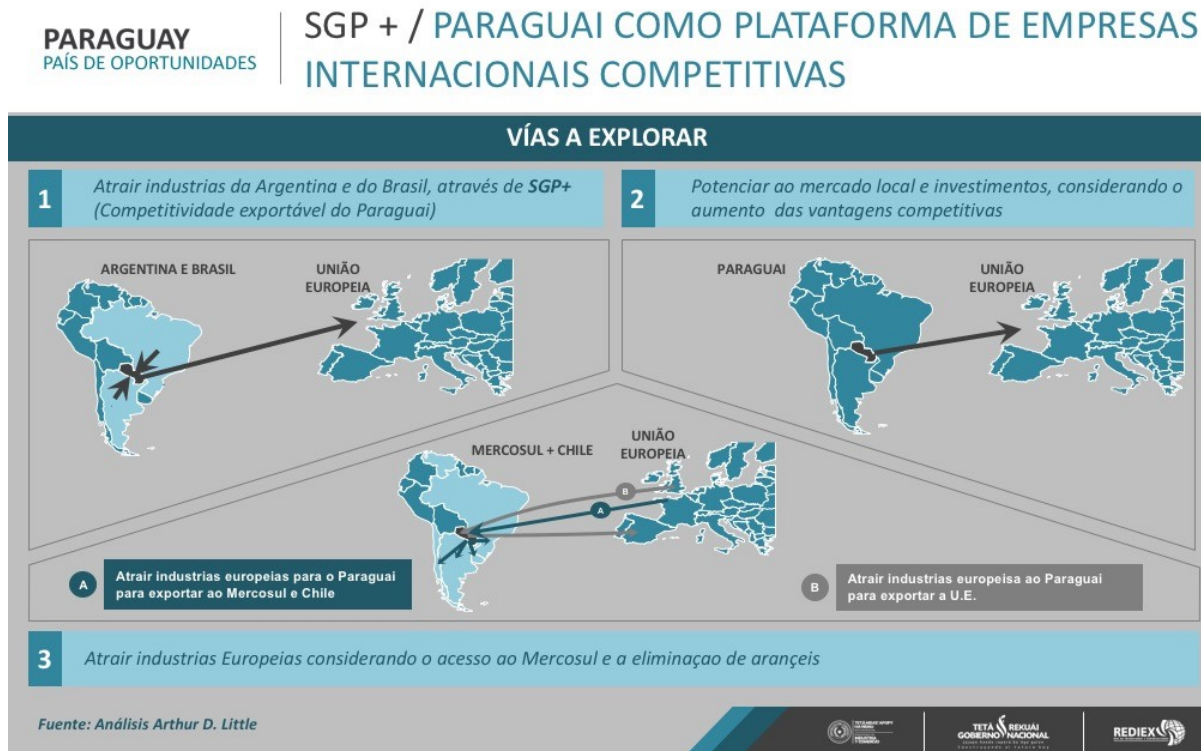 PARAGUAY
PAÍS DE OPORTUNIDADES
SGP + / PARAGUAI COMO PLATAFORMA DE EMPRESAS
INTERNACIONAIS COMPETITIVAS
VÍAS A EXPLORAR
1
Atrair industrias da Argentina e do Brasil, através de SGP+
(Competitividade exportável do Paraguai)
2
Potenciar ao mercado local e investimentos, considerando o
aumento das vantagens competitivas
ARGENTINA E BRASIL
UNIÃO
EUROPEIA
PARAGUAI
UNIÃO
EUROPEIA
MERCOSUL + CHILE
UNIÃO
EUROPEIA
B
A
A
Atrair industrias europeias para o Paraguai
para exportar ao Mercosul e Chile
B
Atrair industrias europeisa ao Paraguai
para exportar a U.E.
3
Atrair industrias Europeias considerando o acesso ao Mercosul e a eliminaçao de arançeis
Fuente: Análisis Arthur D. Little
TETÃ REKUÁI
GOBIERNO NACIONAL
REDIEX